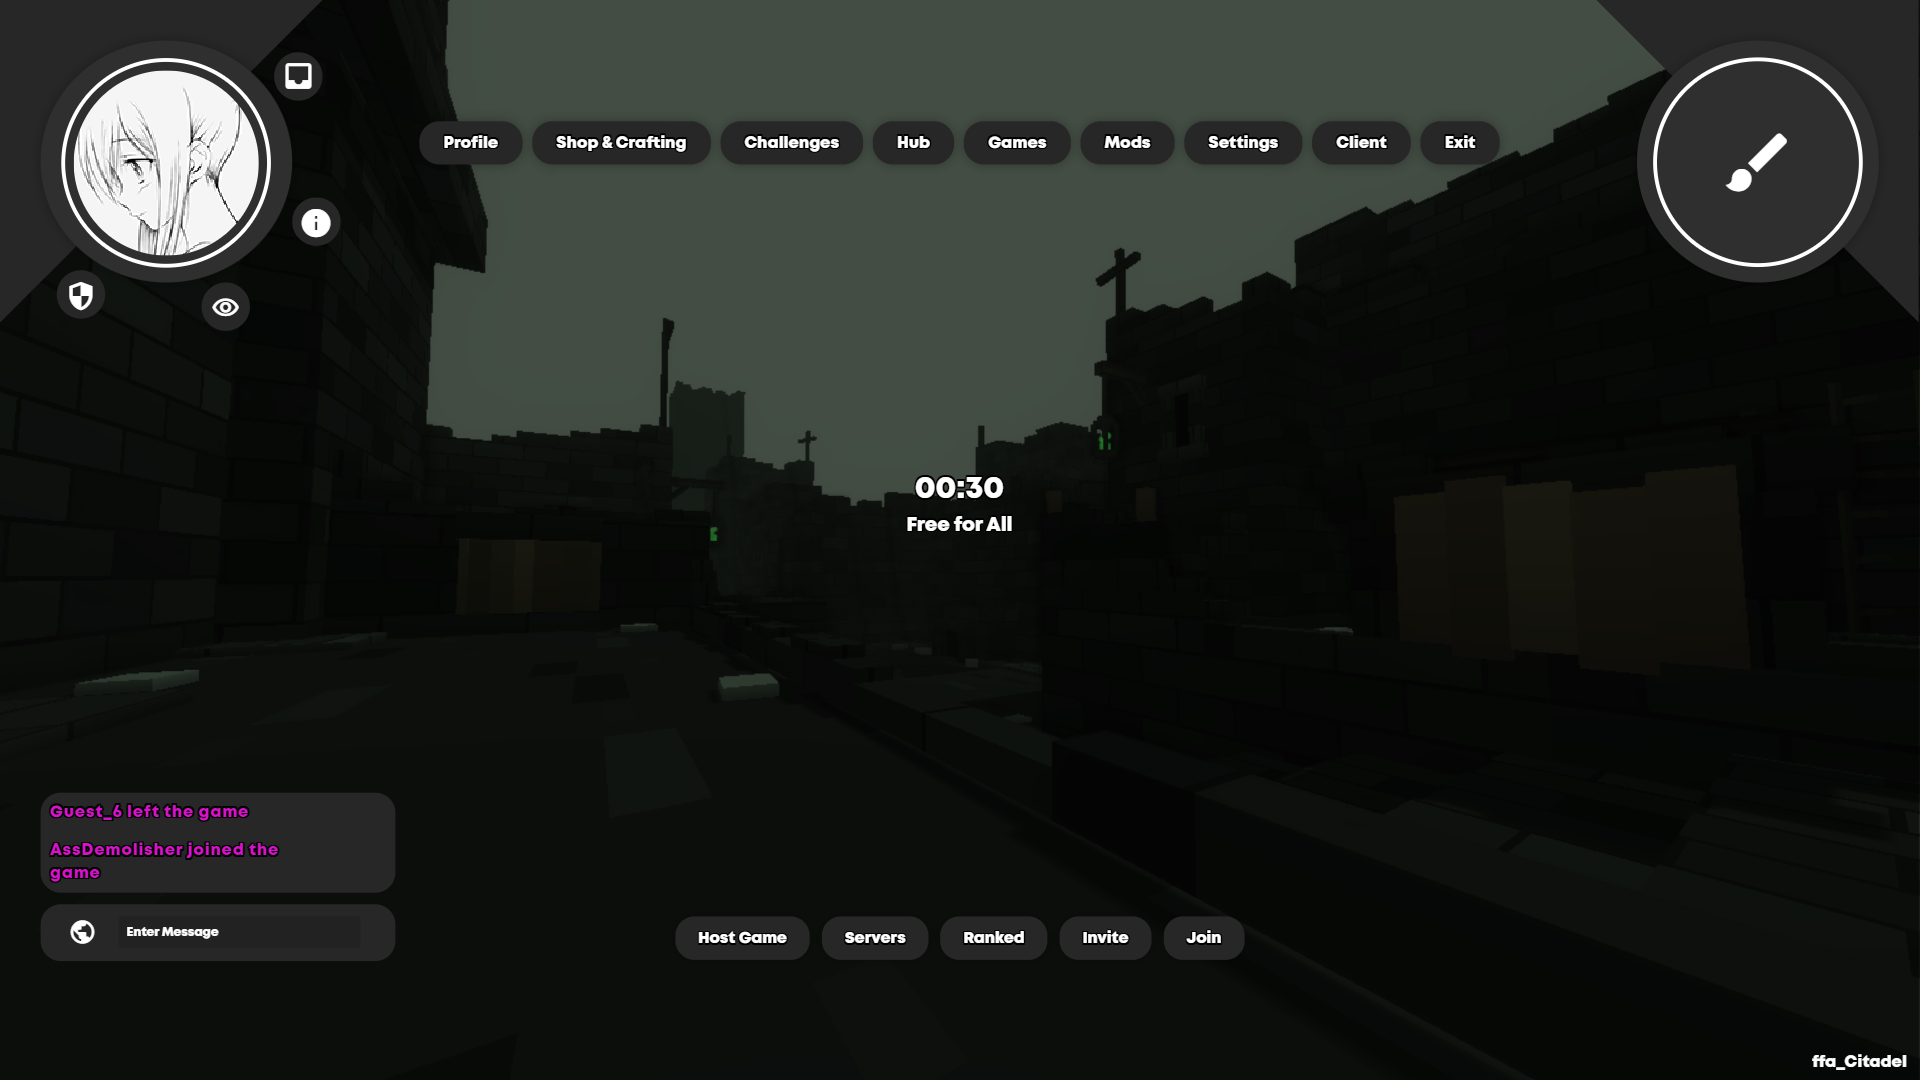 Profile
Shop & Crafting
Challenges
Hub
Games
Mods
Settings
Client
Exit
00:30
Free for All
Guest_6 left the game
AssDemolisher joined the
game
Enter Message
Host Game
Servers
Ranked
Invite
Join
ffa_Citadel